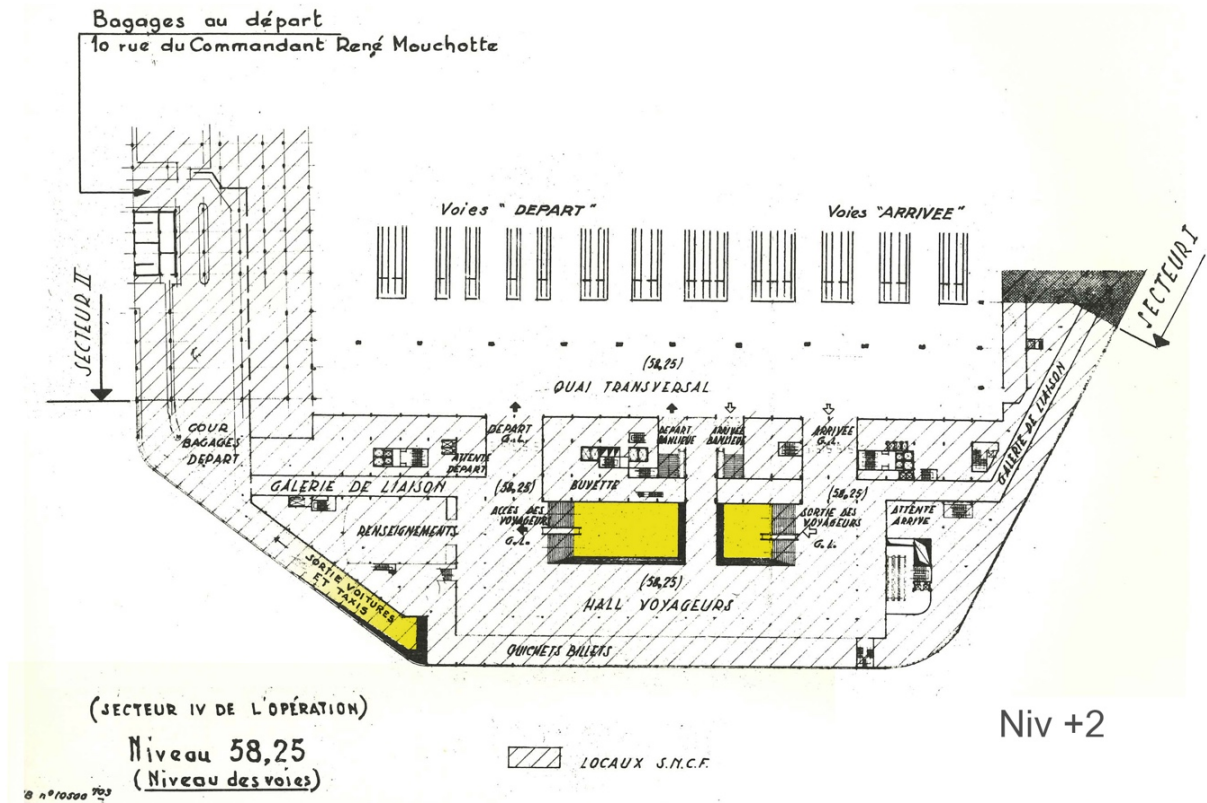 Bagages au départ
10 rue du Commandant René Mouchotte
Voies "DEPART"
Voies "ARRIVEE"
SECTEUR I
SECTEUR II
(58,25)
QUAI TRANSVERSAL
COUR
BAGAGES
DEPART
DEPART
G.L.
DEPART
BANLIEUE
ARRIVEE
BANLIEUE
ARRIVEE
G.L.
GALERIE DE LIAISON
ATTENTE
DEPART
GALERIE DE LIAISON
BUVETTE
(58,25)
ACCÈS DES
VOYAGEURS
G.L.
(58,25)
SORTIE DES
VOYAGEURS
G.L.
ATTENTE
ARRIVE
RENSEIGNEMENTS
SORTIE VOITURES
ET TAXIS
(58,25)
HALL VOYAGEURS
GUICHETS BILLETS
(SECTEUR IV DE L'OPÉRATION)
Niveau 58,25
(Niveau des voies)
LOCAUX S.N.C.F.
Niv +2
n° 10500 703